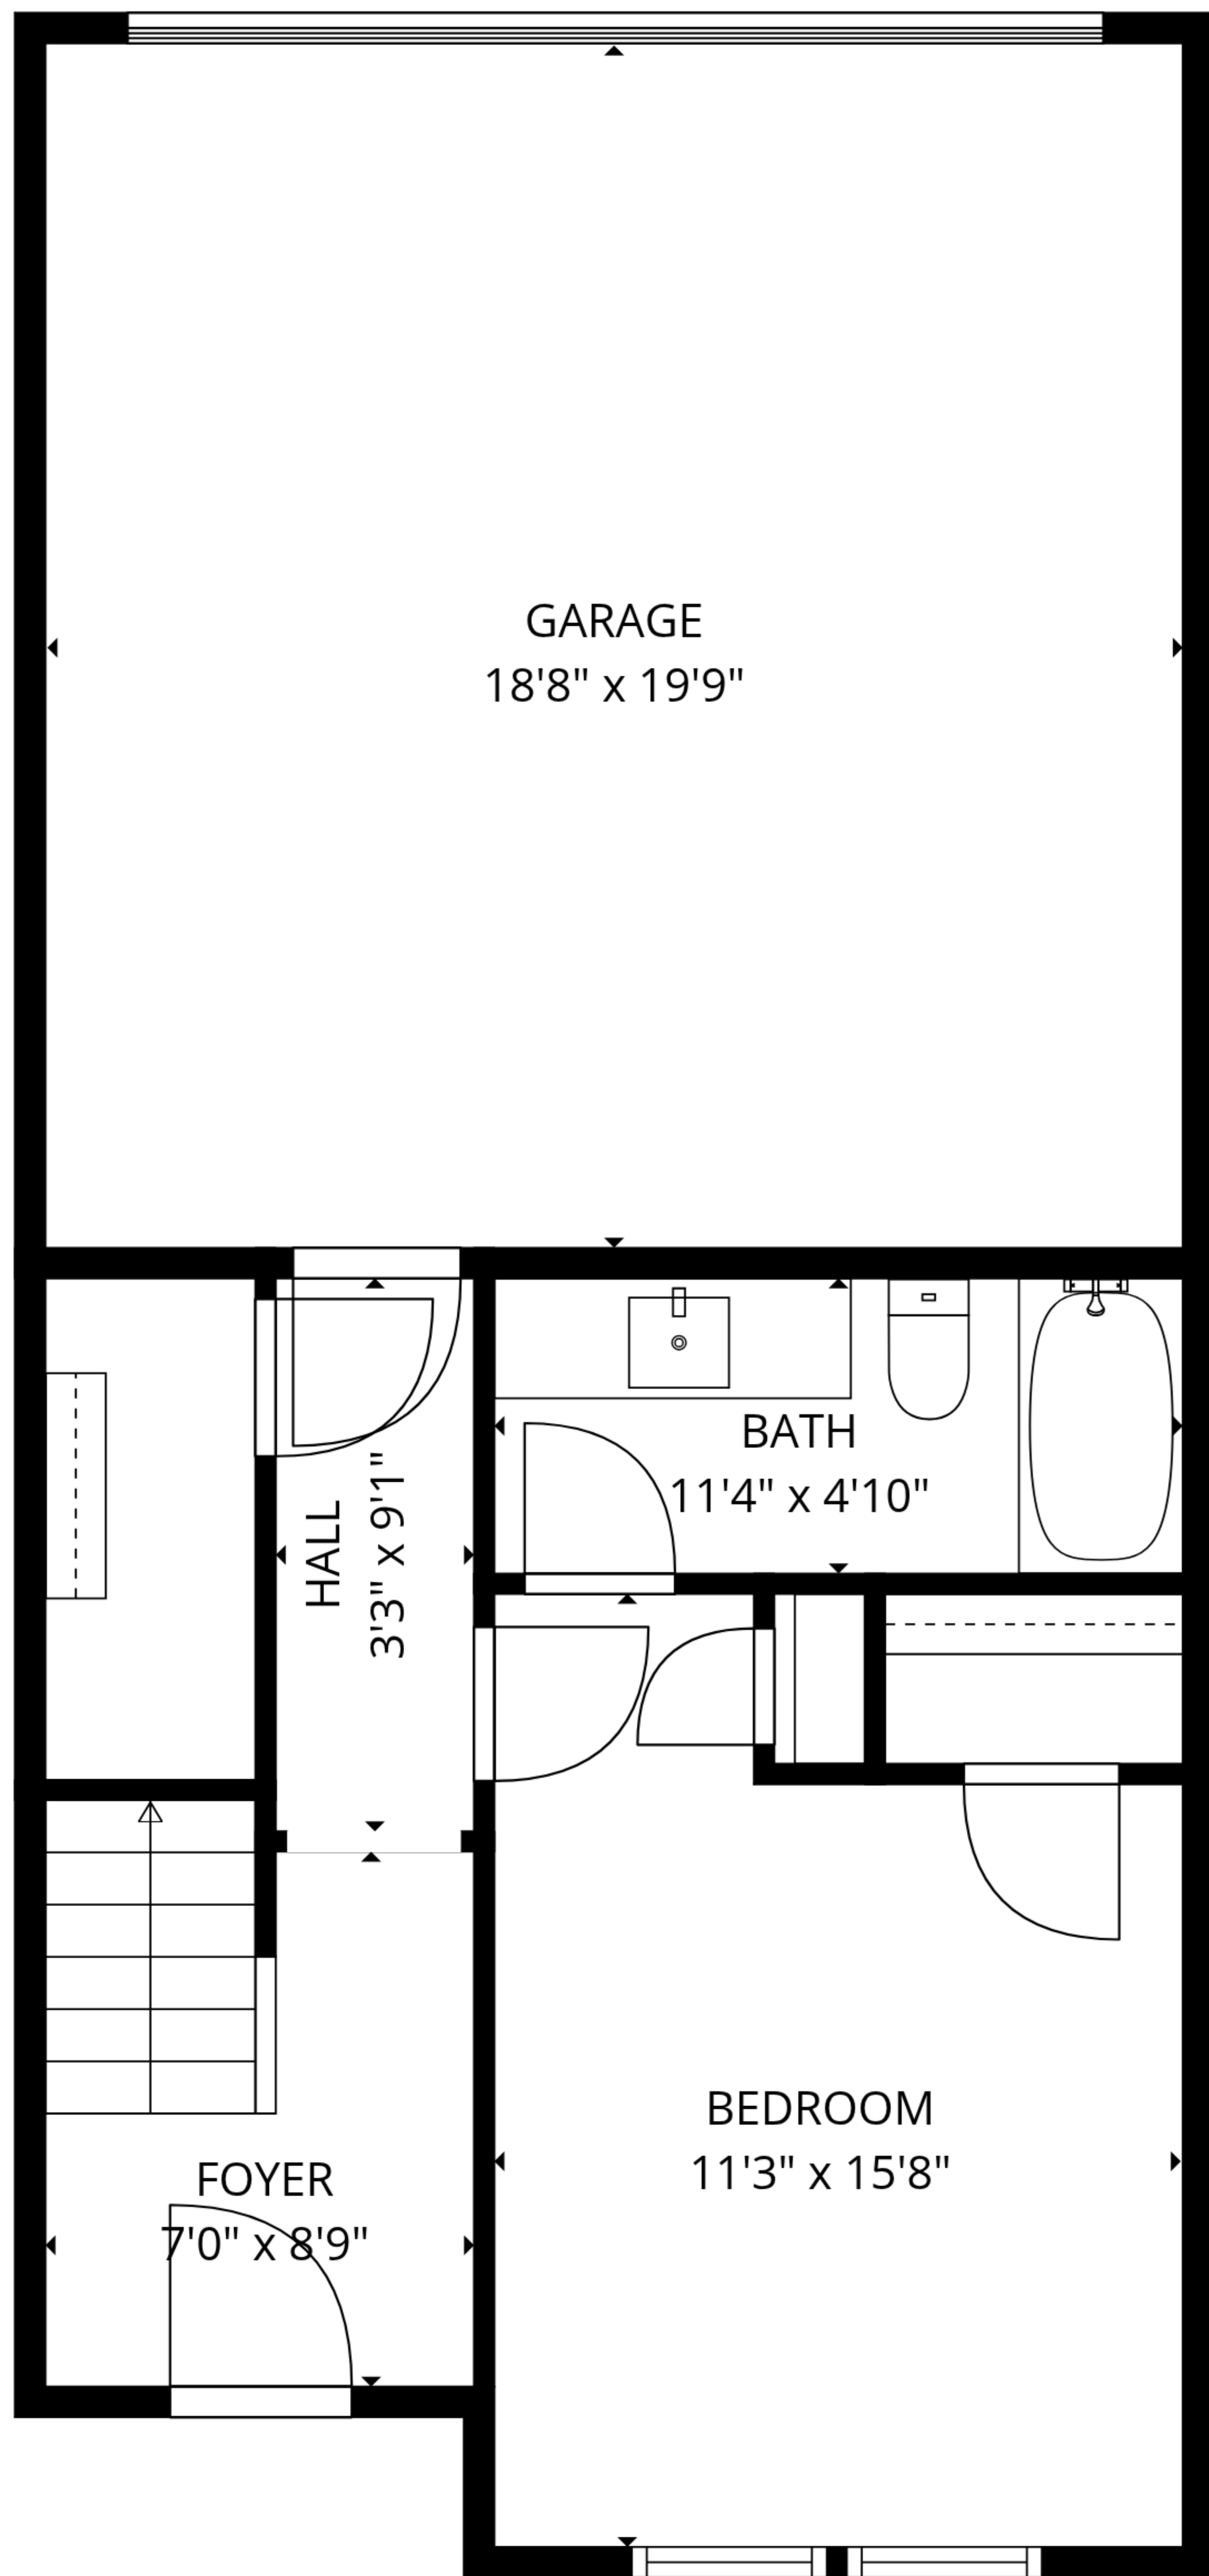 GARAGE
18'8" x 19'9"
BATH
11'4" x 4'10"
HALL
3'3" x 9'1"
BEDROOM
11'3" x 15'8"
FOYER
7'0" x 8'9"